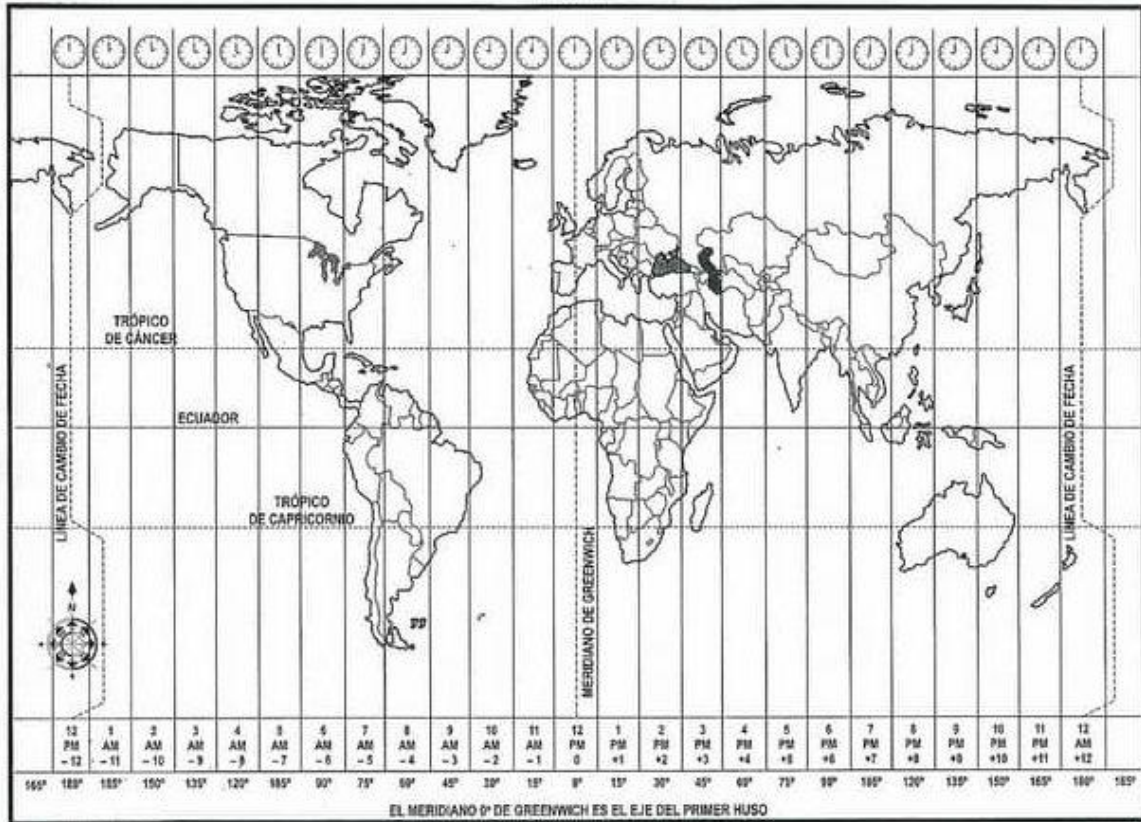 TRÓPICO
DE CÁNCER
LÍNEA DE CAMBIO DE FECHA
ECUADOR
LÍNEA DE CAMBIO DE FECHA
TRÓPICO
DE CAPRICORNIO
MERIDIANO DE GREENWICH
N
12 1 2 3 4 5 6 7 8 9 10 11 12 1 2 3 4 5 6 7 8 9 10 11 12
PM AM AM AM AM AM AM AM AM AM AM AM PM PM PM PM PM PM PM PM PM PM PM PM AM
–12 –11 –10 –9 –8 –7 –6 –5 –4 –3 –2 –1 0 +1 +2 +3 +4 +5 +6 +7 +8 +9 +10 +11 +12
165° 180° 165° 150° 135° 120° 105° 90° 75° 60° 45° 30° 15° 0° 15° 30° 45° 60° 75° 90° 105° 120° 135° 150° 165° 180° 165°
EL MERIDIANO 0º DE GREENWICH ES EL EJE DEL PRIMER HUSO